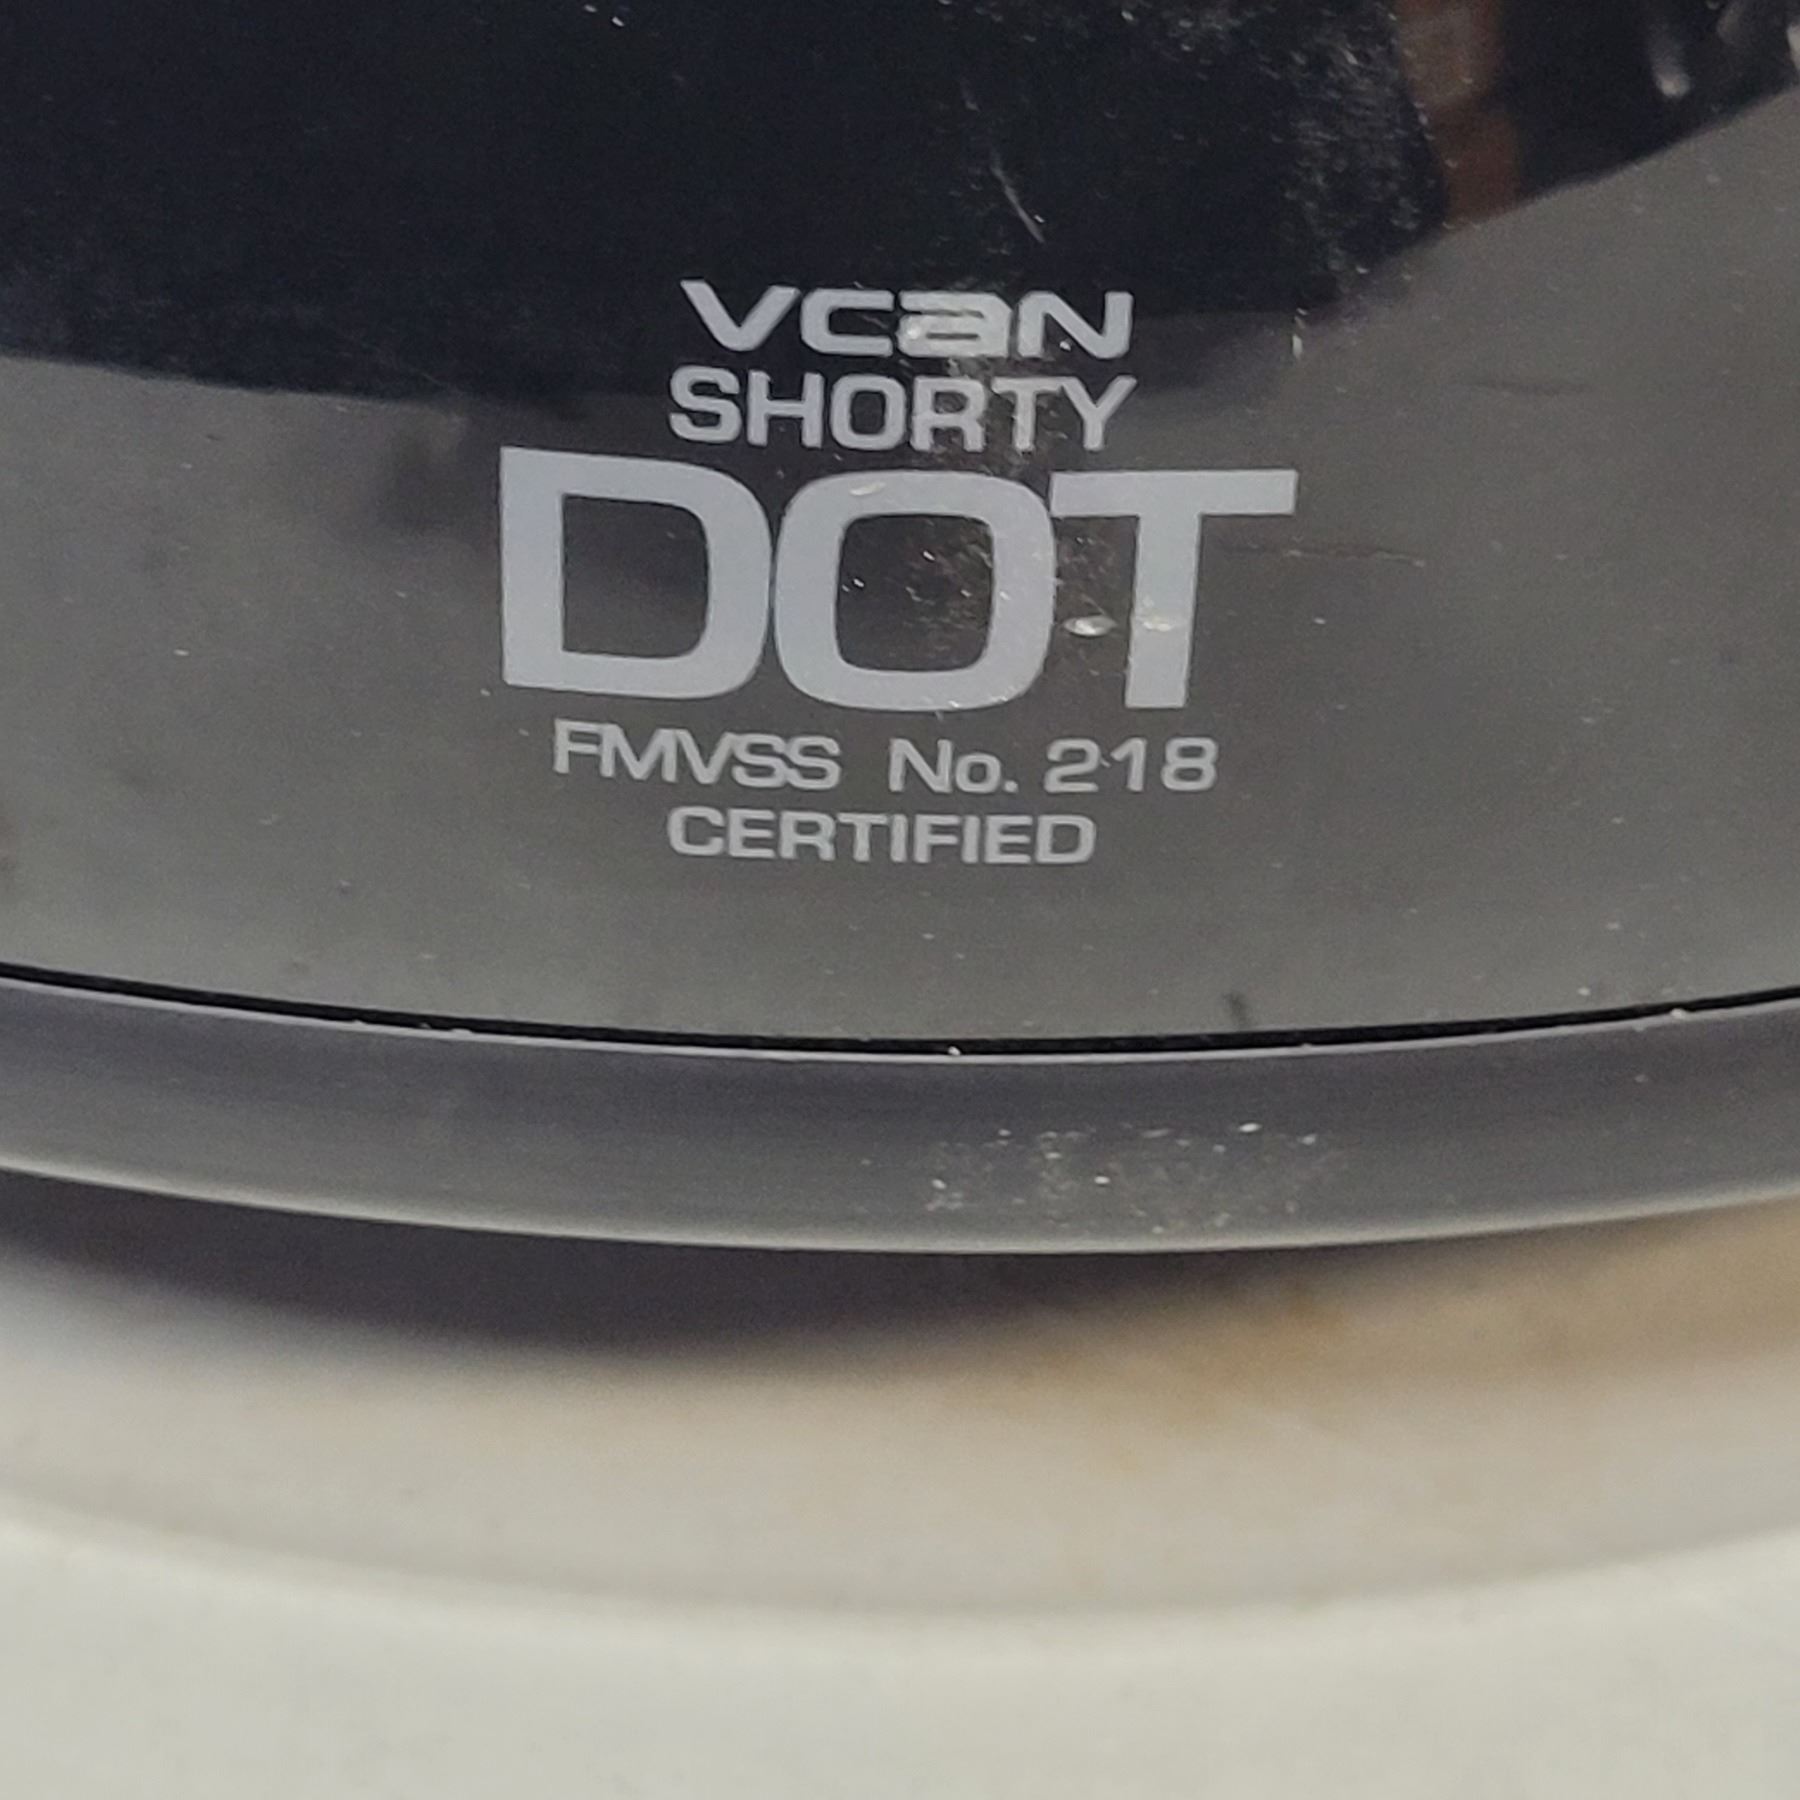 vcan
SHORTY
DOT
FMVSS No. 218
CERTIFIED